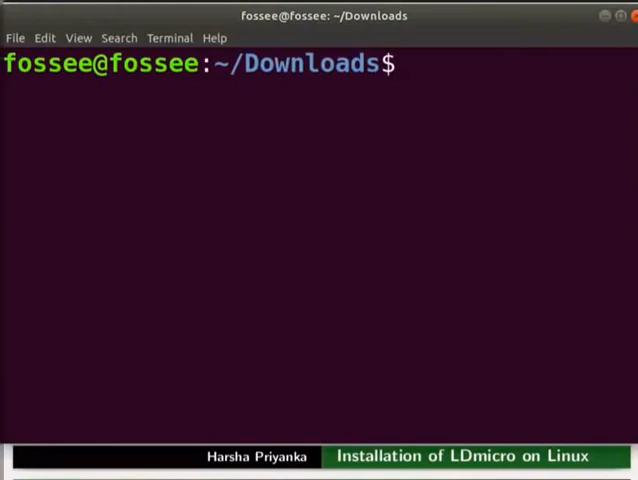 fossee@fossee: ~/Downloads
File Edit View Search Terminal Help
fossee@fossee:~/Downloads$
Harsha Priyanka Installation of LDmicro on Linux